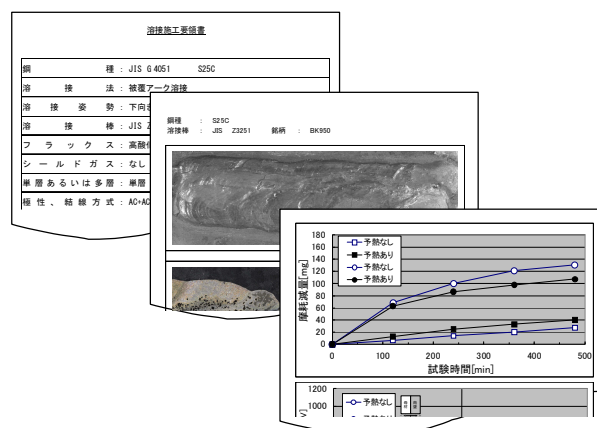 溶接施工要領書
鋼種 : JIS G 4051 S25C
溶接法 : 被覆アーク溶接
溶接姿勢 : 下向き
溶接棒 : JIS Z
フラックス : 高酸化
シールドガス : なし
単層あるいは多層 : 単層
極性、結線方式 : AC+AC
鋼種 : S25C
溶接棒 : JIS Z3251 銘柄 : BK950
予熱なし
予熱あり
予熱なし
予熱あり
摩耗減量[mg]
180
160
140
120
100
80
60
40
20
0
0 100 200 300 400 500
試験時間[min]
1200
1000
予熱なし